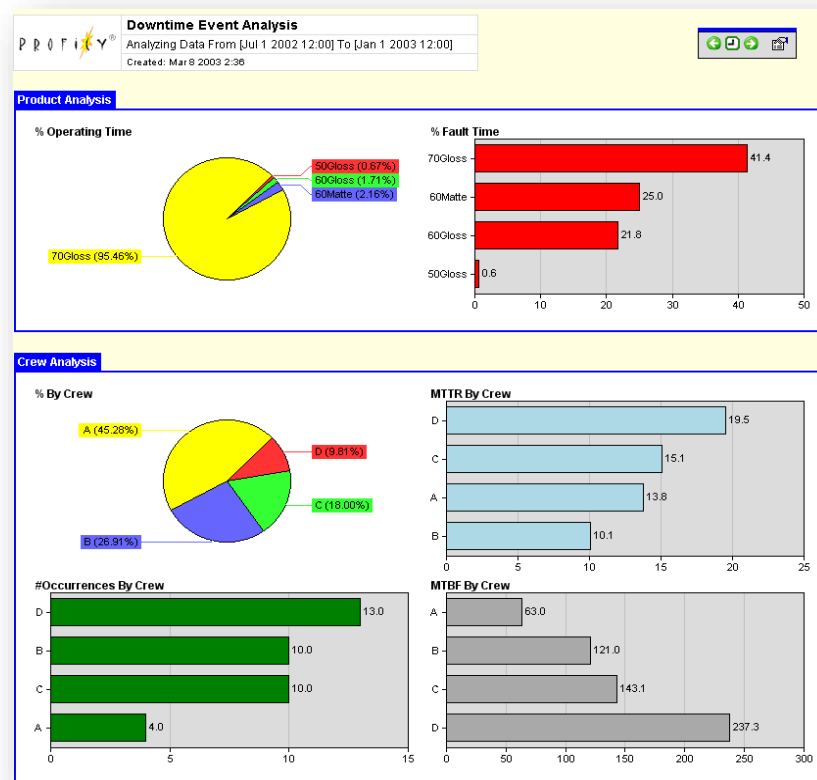 PROFICY®
Downtime Event Analysis
Analyzing Data From [Jul 1 2002 12:00] To [Jan 1 2003 12:00]
Created: Mar 8 2003 2:36
Product Analysis
% Operating Time
50Gloss (0.67%)
60Gloss (1.71%)
60Matte (2.16%)
70Gloss (95.46%)
% Fault Time
70Gloss
41.4
60Matte
25.0
60Gloss
21.8
50Gloss
0.6
0 10 20 30 40 50
Crew Analysis
% By Crew
A (45.28%)
D (9.81%)
C (18.00%)
B (26.91%)
MTTR By Crew
D
19.5
C
15.1
A
13.8
B
10.1
0 5 10 15 20 25
#Occurrences By Crew
D
13.0
B
10.0
C
10.0
A
4.0
0 5 10 15
MTBF By Crew
A
63.0
B
121.0
C
143.1
D
237.3
0 50 100 150 200 250 300